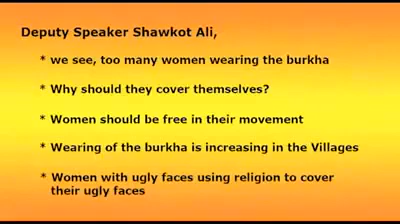 Deputy Speaker Shawkot Ali,
* we see, too many women wearing the burkha
* Why should they cover themselves?
* Women should be free in their movement
* Wearing of the burkha is increasing in the Villages
* Women with ugly faces using religion to cover
their ugly faces